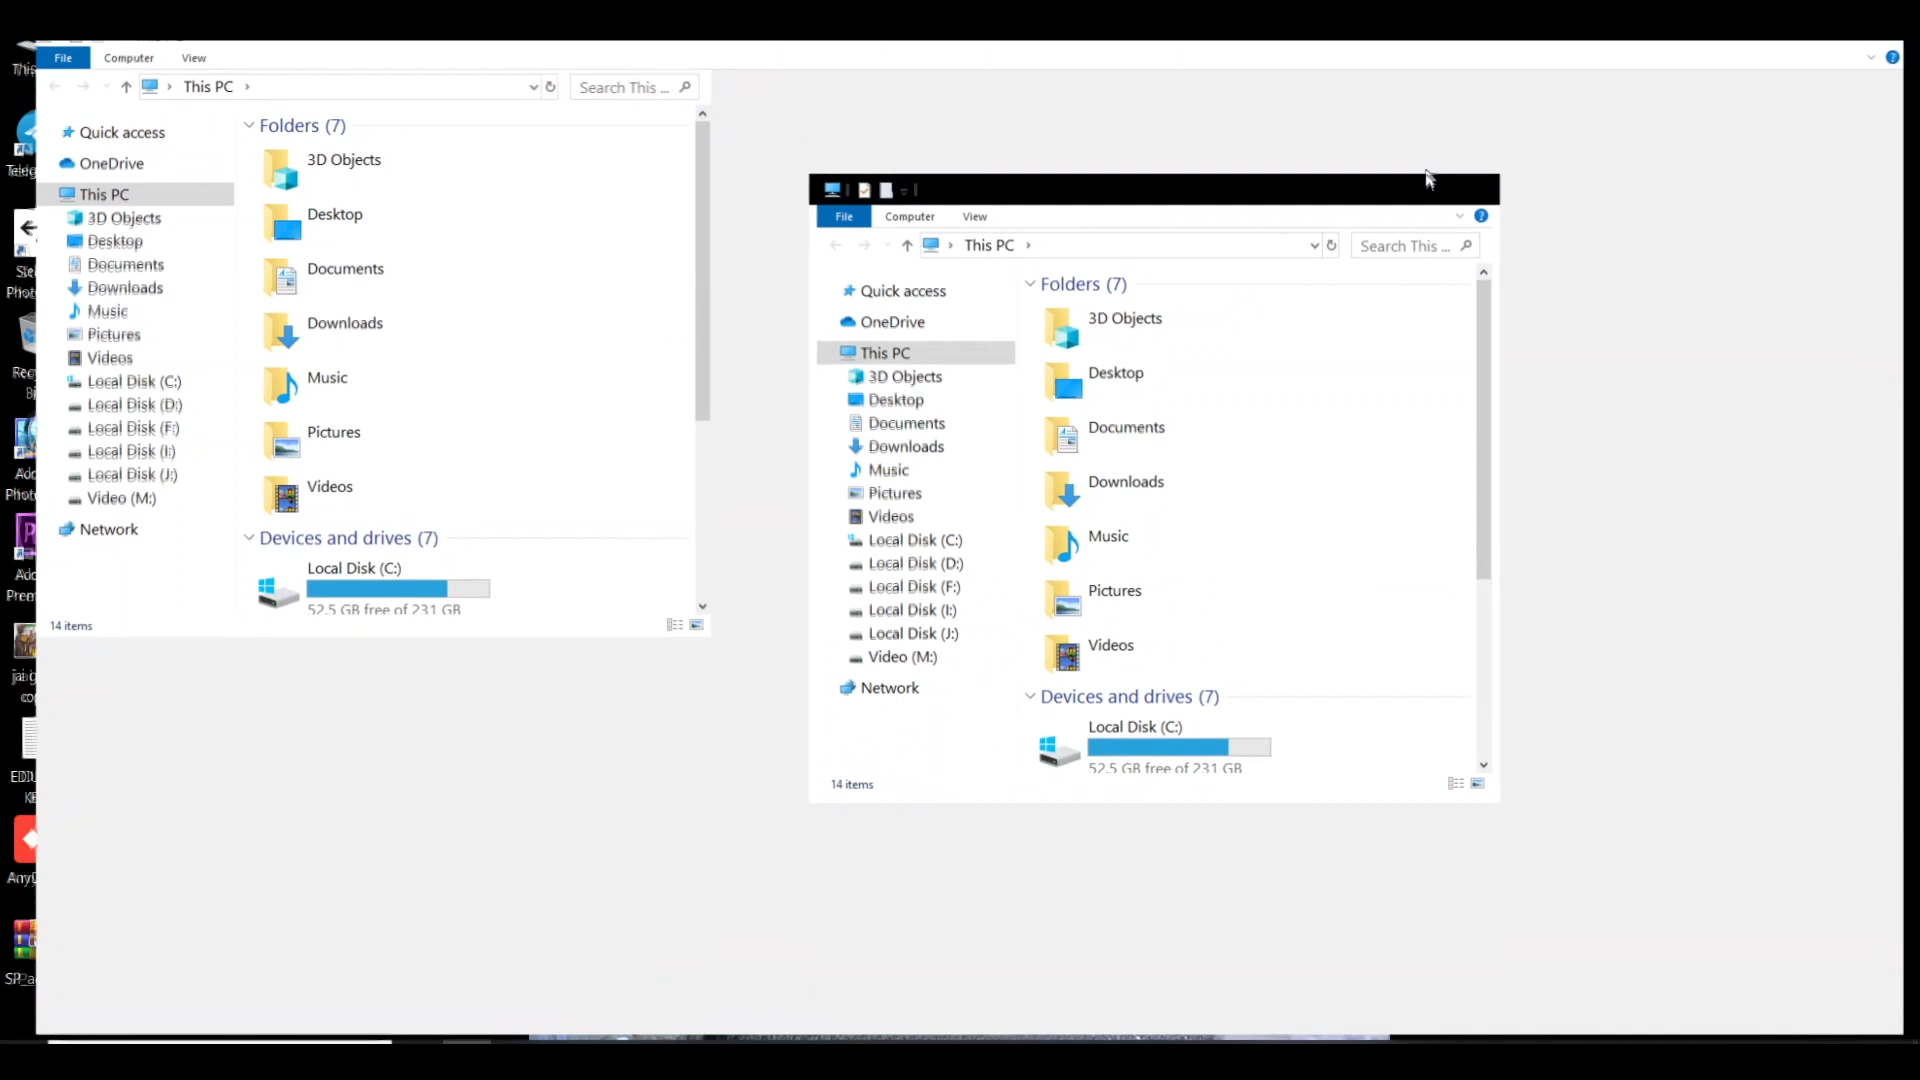 File Computer View
This PC
Search This ...
Quick access
OneDrive
This PC
3D Objects
Desktop
Documents
Downloads
Music
Pictures
Videos
Local Disk (C:)
Local Disk (D:)
Local Disk (F:)
Local Disk (I:)
Local Disk (J:)
Video (M:)
Network
Folders (7)
3D Objects
Desktop
Documents
Downloads
Music
Pictures
Videos
Devices and drives (7)
Local Disk (C:)
52.5 GB free of 231 GB
14 items
File Computer View
This PC
Search This ...
Quick access
OneDrive
This PC
3D Objects
Desktop
Documents
Downloads
Music
Pictures
Videos
Local Disk (C:)
Local Disk (D:)
Local Disk (F:)
Local Disk (I:)
Local Disk (J:)
Video (M:)
Network
Folders (7)
3D Objects
Desktop
Documents
Downloads
Music
Pictures
Videos
Devices and drives (7)
Local Disk (C:)
52.5 GB free of 231 GB
14 items